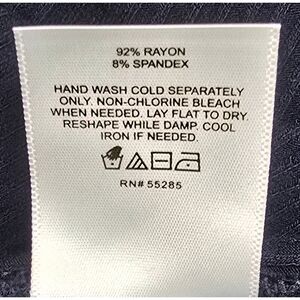 92% RAYON
8% SPANDEX
HAND WASH COLD SEPARATELY
ONLY. NON-CHLORINE BLEACH
WHEN NEEDED. LAY FLAT TO DRY.
RESHAPE WHILE DAMP. COOL
IRON IF NEEDED.
RN# 55285